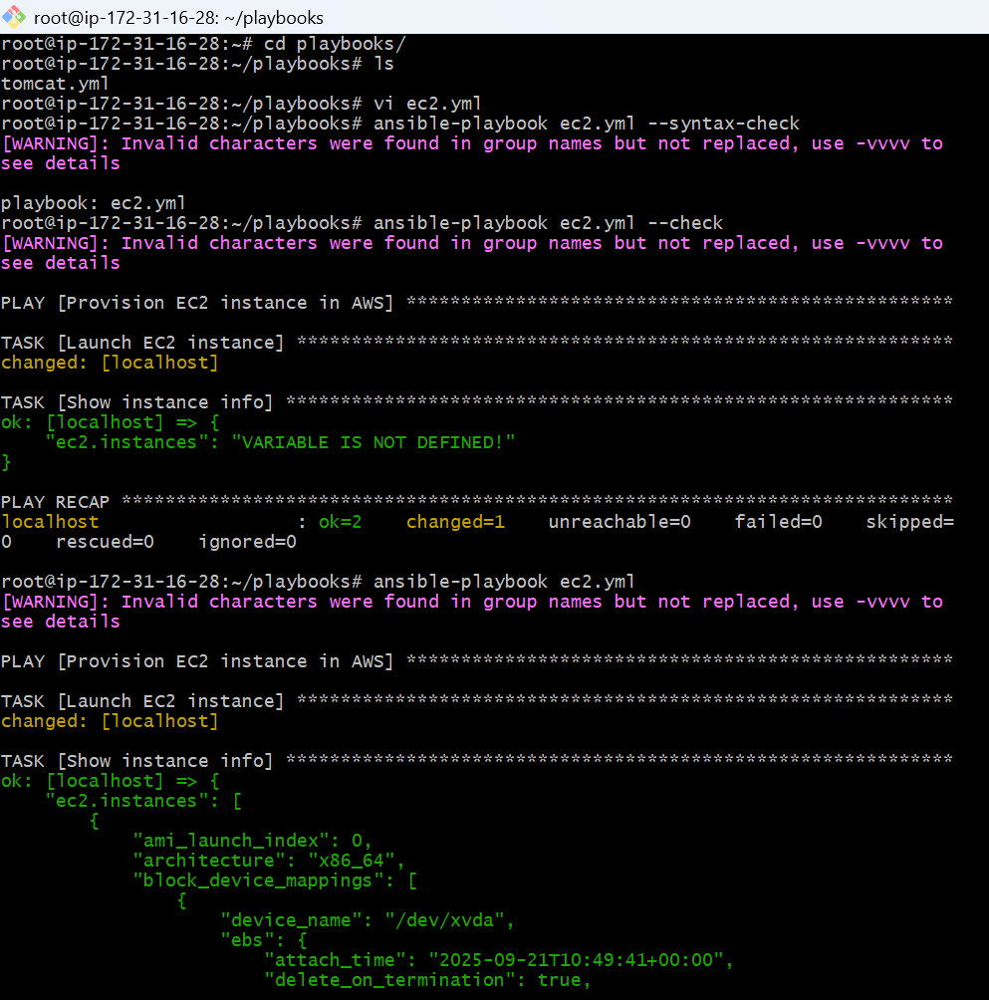 root@ip-172-31-16-28: ~/playbooks
root@ip-172-31-16-28:~# cd playbooks/
root@ip-172-31-16-28:~/playbooks# ls
tomcat.yml
root@ip-172-31-16-28:~/playbooks# vi ec2.yml
root@ip-172-31-16-28:~/playbooks# ansible-playbook ec2.yml --syntax-check
[WARNING]: Invalid characters were found in group names but not replaced, use -vvvv to
see details

playbook: ec2.yml
root@ip-172-31-16-28:~/playbooks# ansible-playbook ec2.yml --check
[WARNING]: Invalid characters were found in group names but not replaced, use -vvvv to
see details

PLAY [Provision EC2 instance in AWS] **************************************************

TASK [Launch EC2 instance] ************************************************************
changed: [localhost]

TASK [Show instance info] *************************************************************
ok: [localhost] => {
    "ec2.instances": "VARIABLE IS NOT DEFINED!"
}

PLAY RECAP ****************************************************************************
localhost                  : ok=2    changed=1    unreachable=0    failed=0    skipped=
0    rescued=0    ignored=0

root@ip-172-31-16-28:~/playbooks# ansible-playbook ec2.yml
[WARNING]: Invalid characters were found in group names but not replaced, use -vvvv to
see details

PLAY [Provision EC2 instance in AWS] **************************************************

TASK [Launch EC2 instance] ************************************************************
changed: [localhost]

TASK [Show instance info] *************************************************************
ok: [localhost] => {
    "ec2.instances": [
        {
            "ami_launch_index": 0,
            "architecture": "x86_64",
            "block_device_mappings": [
                {
                    "device_name": "/dev/xvda",
                    "ebs": {
                        "attach_time": "2025-09-21T10:49:41+00:00",
                        "delete_on_termination": true,